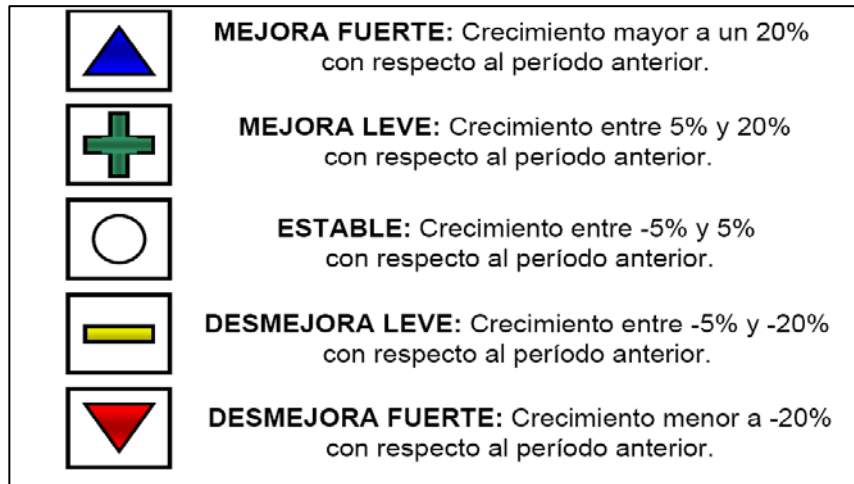 MEJORA FUERTE: Crecimiento mayor a un 20%
con respecto al período anterior.
MEJORA LEVE: Crecimiento entre 5% y 20%
con respecto al período anterior.
ESTABLE: Crecimiento entre -5% y 5%
con respecto al período anterior.
DESMEJORA LEVE: Crecimiento entre -5% y -20%
con respecto al período anterior.
DESMEJORA FUERTE: Crecimiento menor a -20%
con respecto al período anterior.